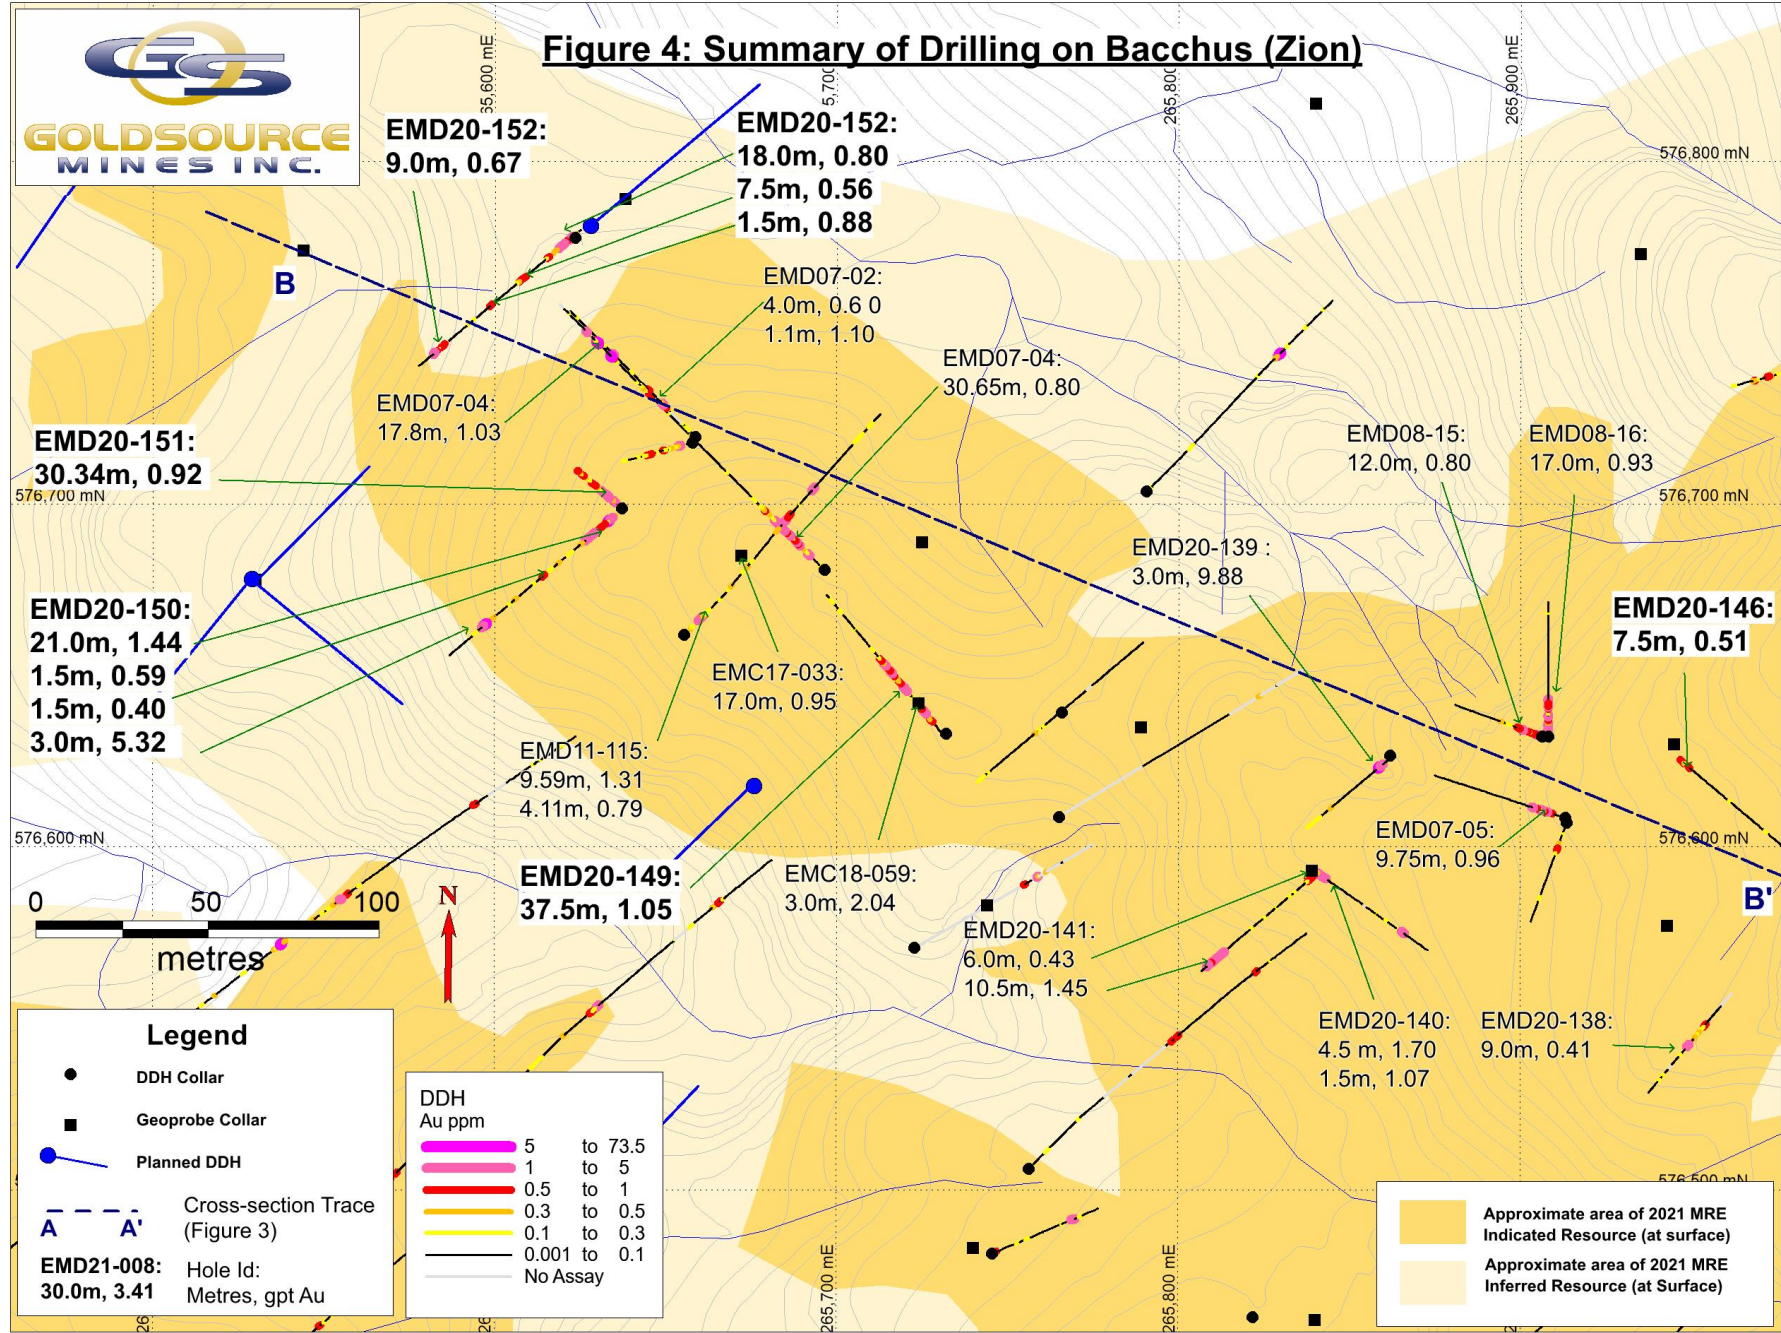 Figure 4: Summary of Drilling on Bacchus (Zion)
GOLDSOURCE
MINES INC.
265,800
265,900 mE
576,800 mN
EMD20-152:
9.0m, 0.67
EMD20-152:
18.0m, 0.80
7.5m, 0.56
1.5m, 0.88
B
EMD07-02:
4.0m, 0.6 0
1.1m, 1.10
EMD07-04:
30.65m, 0.80
EMD07-04:
17.8m, 1.03
EMD20-151:
30.34m, 0.92
EMD08-15:
12.0m, 0.80
EMD08-16:
17.0m, 0.93
576,700 mN
576,700 mN
EMD20-139 :
3.0m, 9.88
EMD20-150:
21.0m, 1.44
1.5m, 0.59
1.5m, 0.40
3.0m, 5.32
EMD20-146:
7.5m, 0.51
EMC17-033:
17.0m, 0.95
EMD11-115:
9.59m, 1.31
4.11m, 0.79
576,600 mN
576,600 mN
EMD07-05:
9.75m, 0.96
EMD20-149:
37.5m, 1.05
EMC18-059:
3.0m, 2.04
B'
0 50 100
metres
N
EMD20-141:
6.0m, 0.43
10.5m, 1.45
EMD20-140:
4.5 m, 1.70
1.5m, 1.07
EMD20-138:
9.0m, 0.41
Legend
DDH Collar
Geoprobe Collar
Planned DDH
A A'
Cross-section Trace
(Figure 3)
EMD21-008:
30.0m, 3.41
Hole Id:
Metres, gpt Au
DDH
Au ppm
5 to 73.5
1 to 5
0.5 to 1
0.3 to 0.5
0.1 to 0.3
0.001 to 0.1
No Assay
265,700 mE
265,800 mE
576,500 mN
Approximate area of 2021 MRE
Indicated Resource (at surface)
Approximate area of 2021 MRE
Inferred Resource (at Surface)